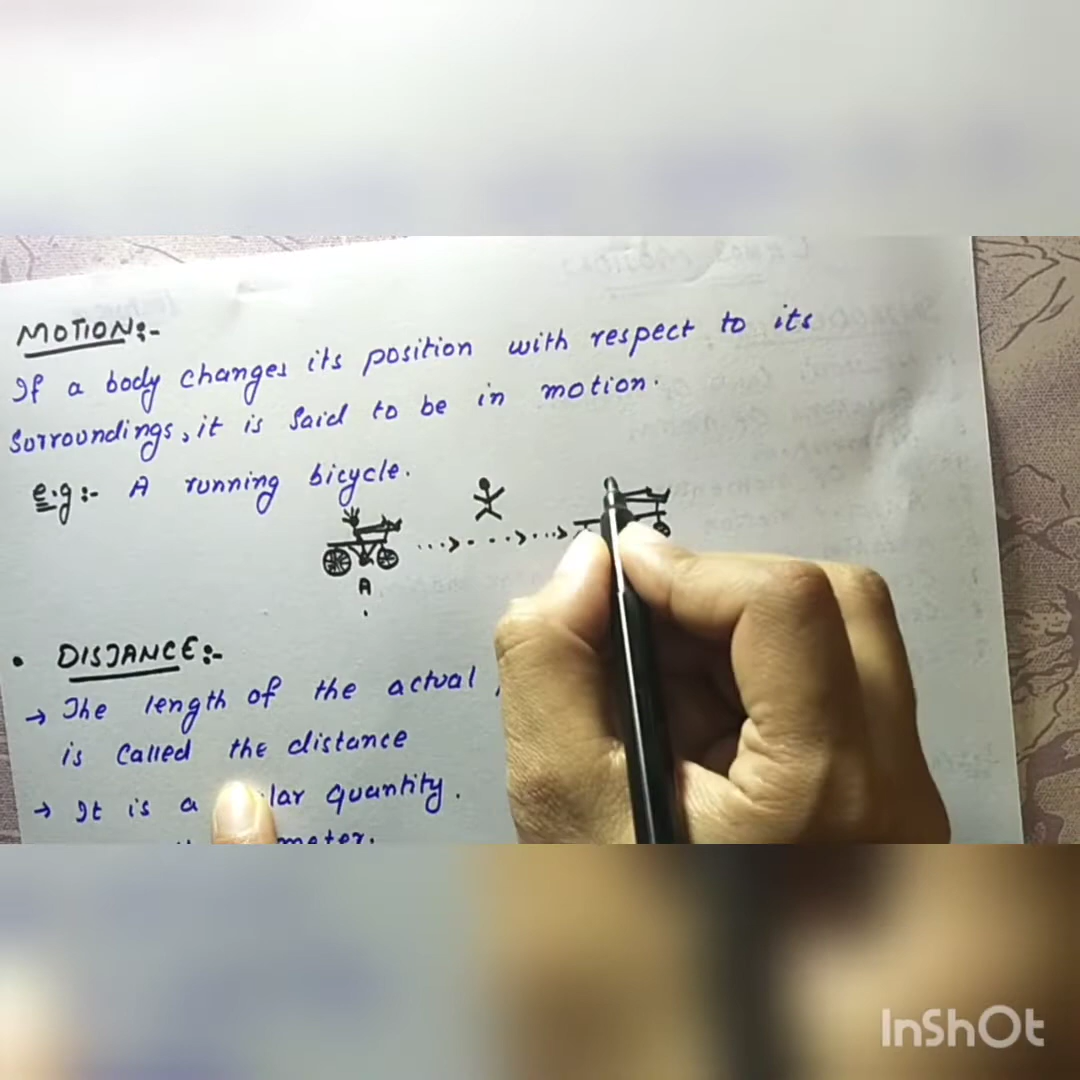 MOTION:-
If a body changes its position with respect to its
Surroundings, it is said to be in motion.
e.g:- A running bicycle.
A
• DISTANCE:-
→ The length of the actual
is called the distance
→ It is a quantity.
meter.
InShOt